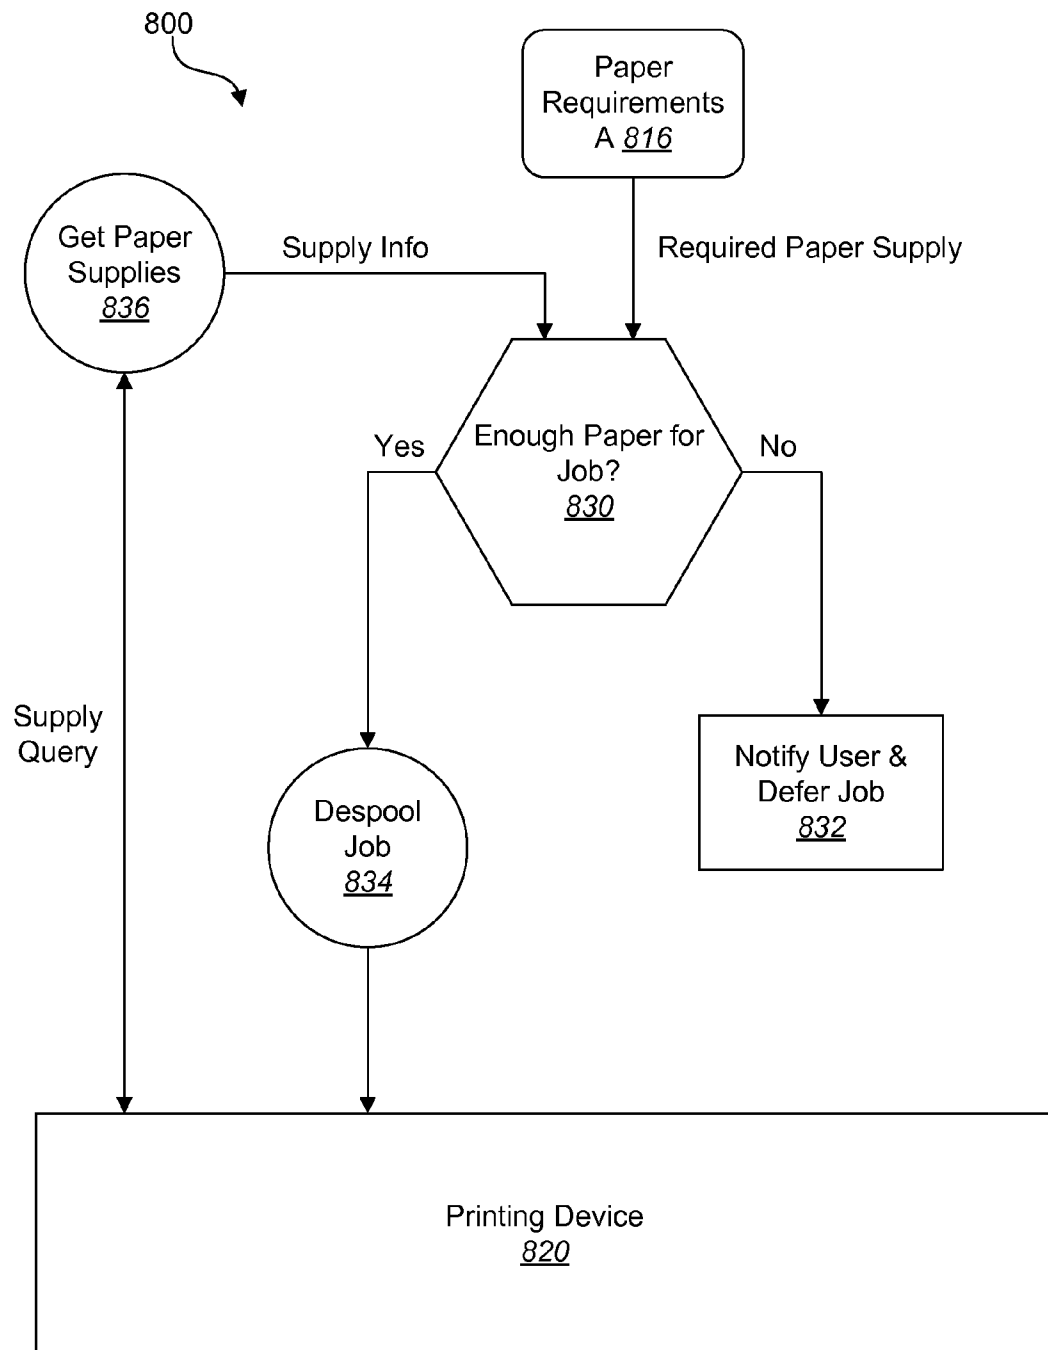 800
Paper
Requirements
A 816
Get Paper
Supplies
836
Supply Info
Required Paper Supply
Enough Paper for
Job?
830
Yes
No
Supply
Query
Notify User &
Defer Job
832
Despool
Job
834
Printing Device
820